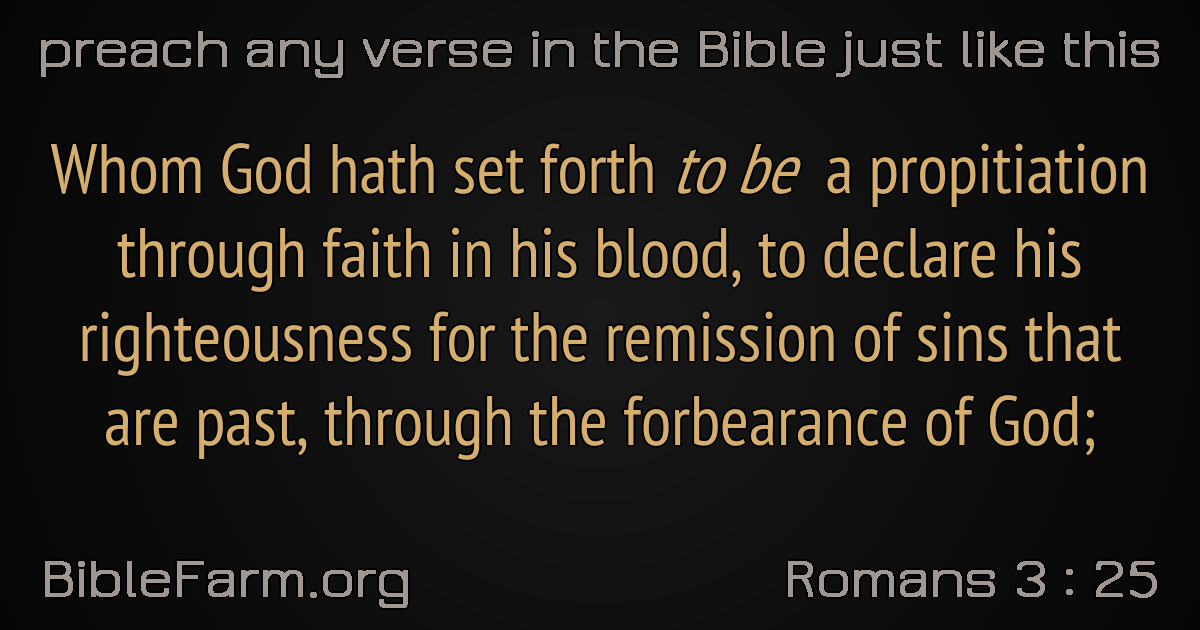 preach any verse in the Bible just like this
Whom God hath set forth to be a propitiation
through faith in his blood, to declare his
righteousness for the remission of sins that
are past, through the forbearance of God;
BibleFarm.org
Romans 3 : 25